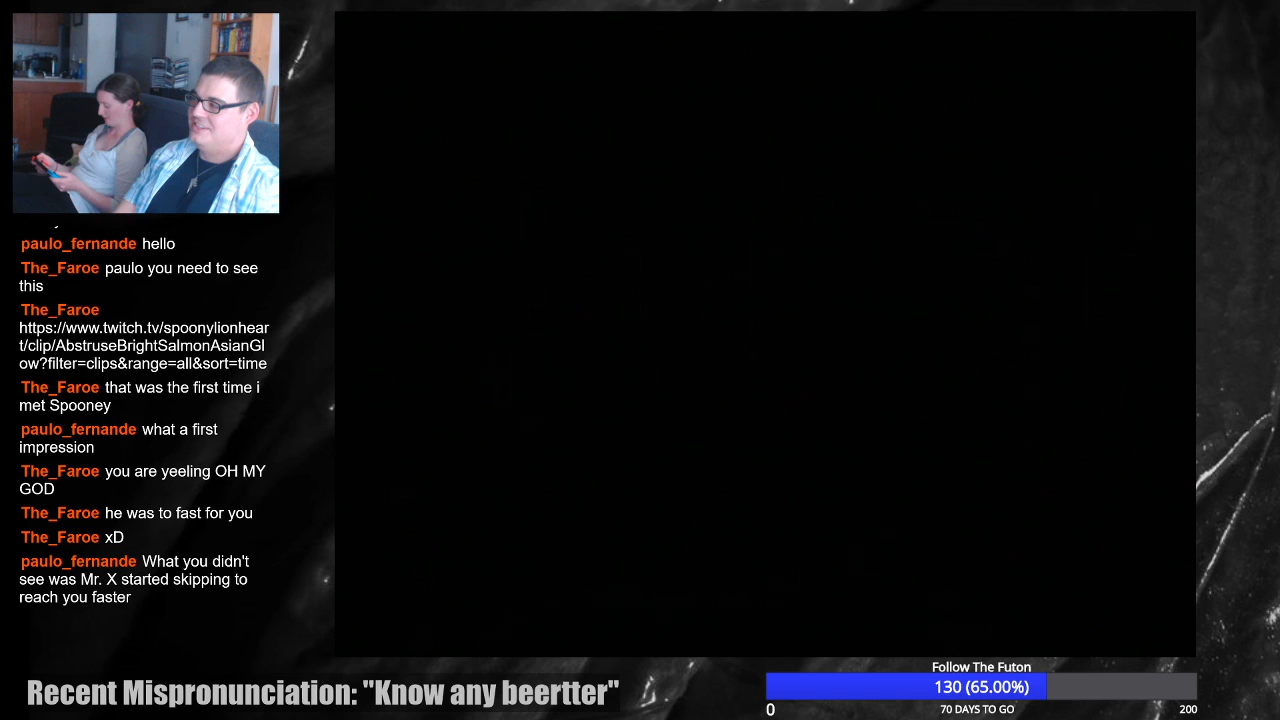 paulo_fernande hello
The_Faroe paulo you need to see
this
The_Faroe
https://www.twitch.tv/spoonylionhear
t/clip/AbstruseBrightSalmonAsianGl
ow?filter=clips&range=all&sort=time
The_Faroe that was the first time i
met Spooney
paulo_fernande what a first
impression
The_Faroe you are yeeling OH MY
GOD
The_Faroe he was to fast for you
The_Faroe xD
paulo_fernande What you didn't
see was Mr. X started skipping to
reach you faster
Recent Mispronunciation: "Know any beertter"
Follow The Futon
130 (65.00%)
0
70 DAYS TO GO
200